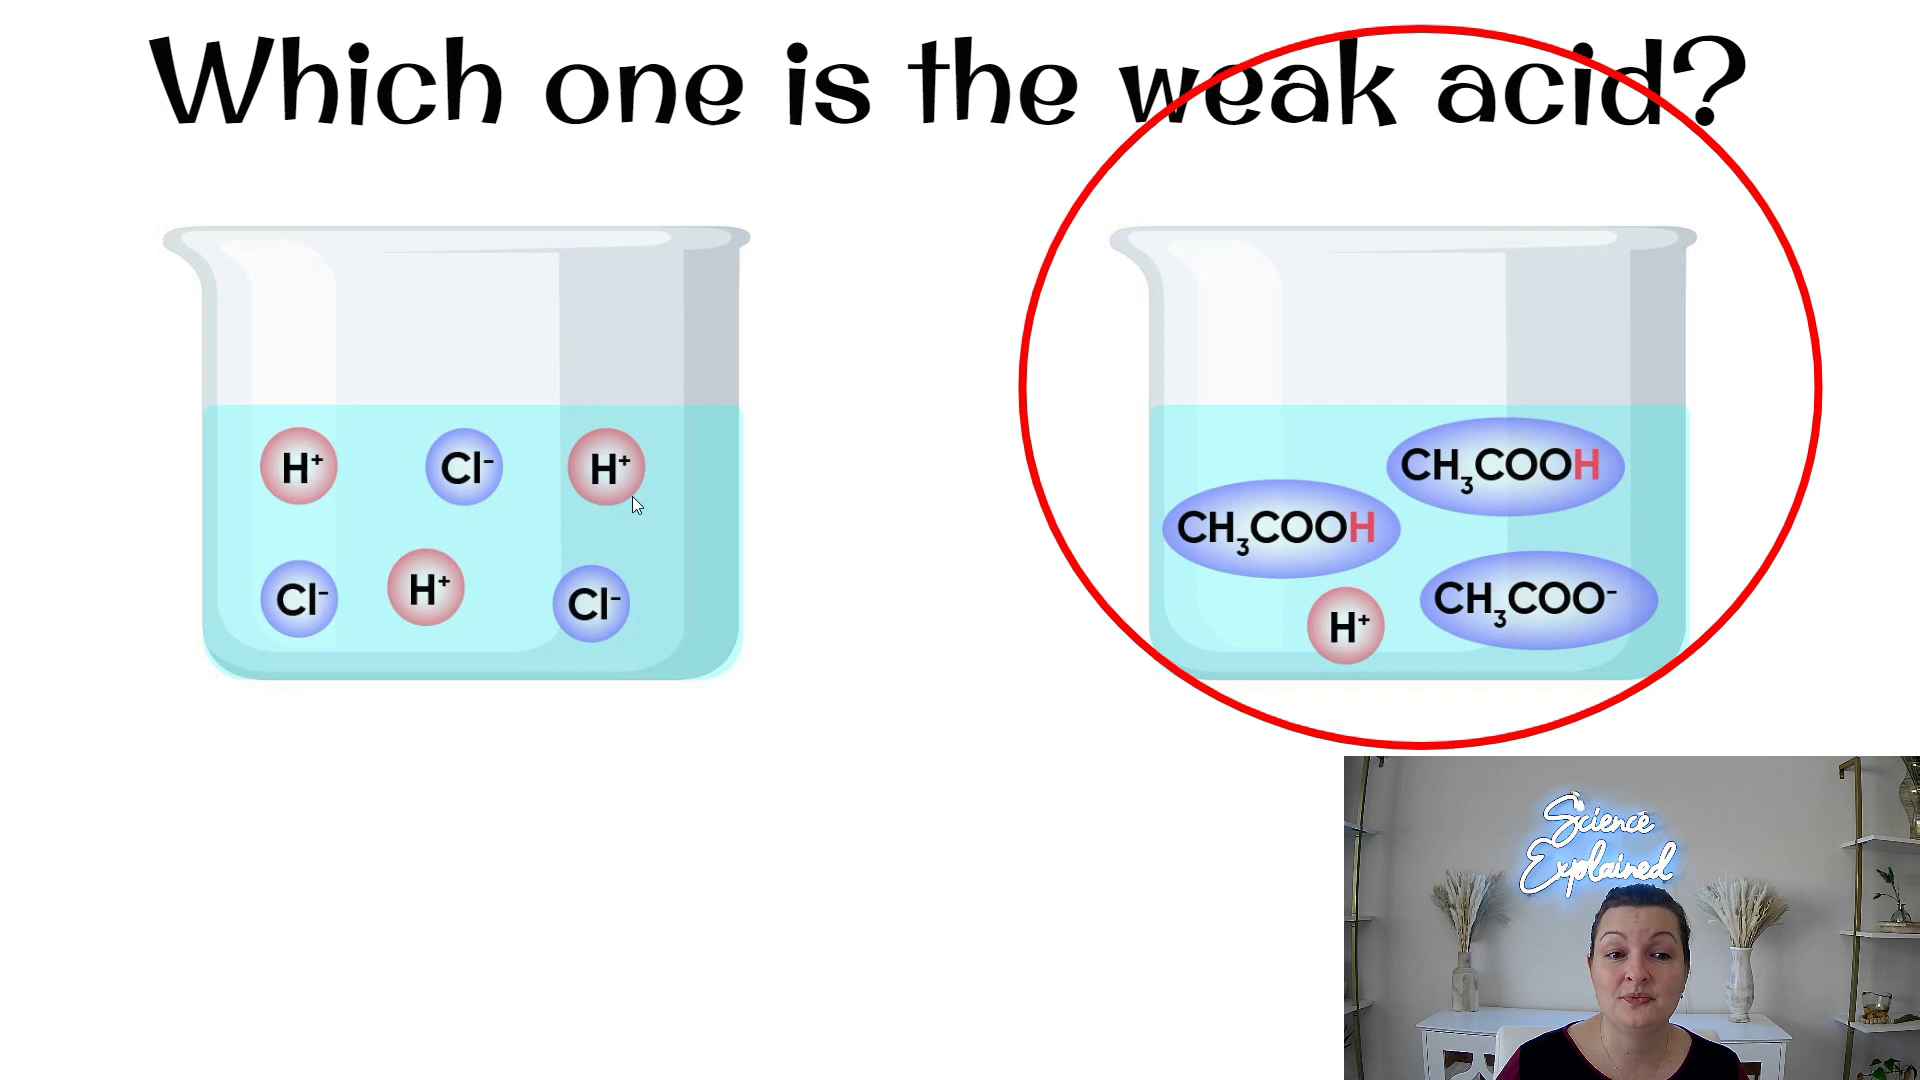 Which one is the weak acid?
H⁺ Cl⁻ H⁺
Cl⁻ H⁺ Cl⁻
CH₃COOH
CH₃COOH
CH₃COO⁻
H⁺
Science
Explained